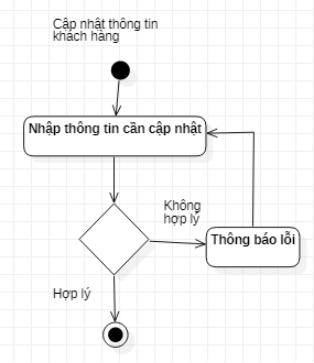 Cập nhật thông tin
khách hàng
Nhập thông tin cần cập nhật
Không
hợp lý
Thông báo lỗi
Hợp lý